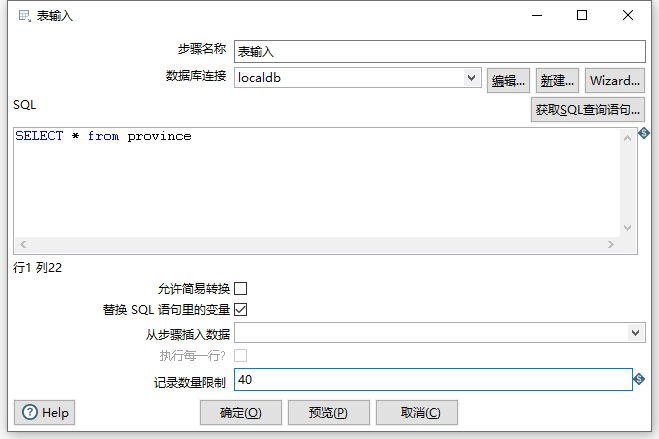 表输入
步骤名称 表输入
数据库连接 localdb 编辑... 新建... Wizard...
SQL 获取SQL查询语句...
SELECT * from province
行1 列22
允许简易转换
替换 SQL 语句里的变量
从步骤插入数据
执行每一行?
记录数量限制 40
Help 确定(O) 预览(P) 取消(C)